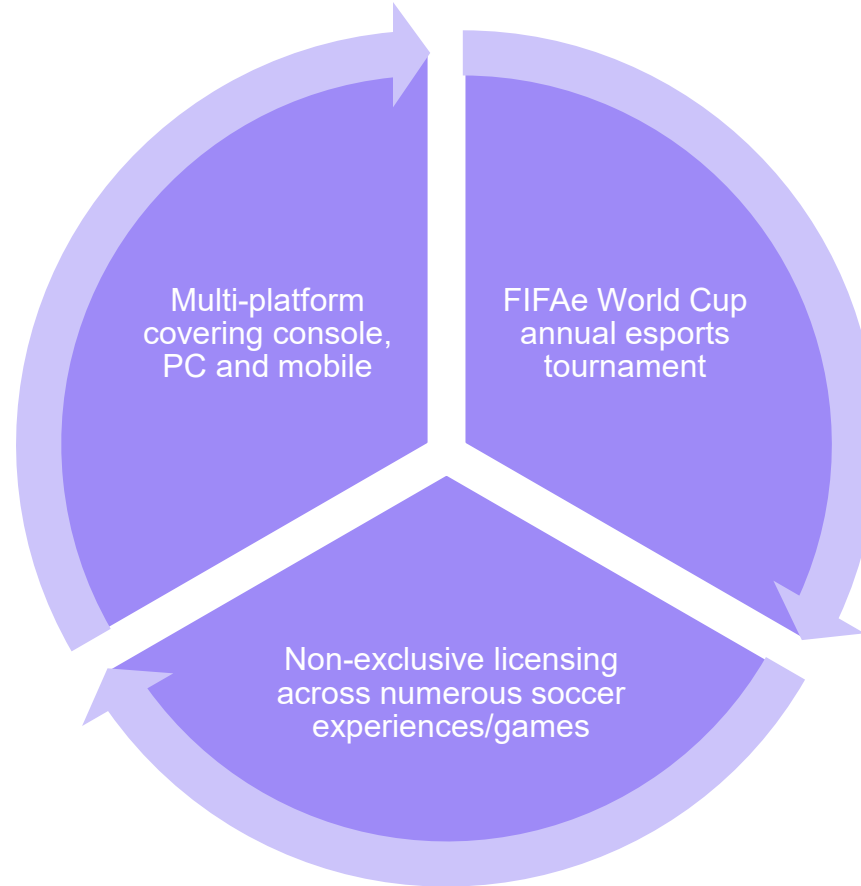 Multi-platform
covering console,
PC and mobile
FIFAe World Cup
annual esports
tournament
Non-exclusive licensing
across numerous soccer
experiences/games